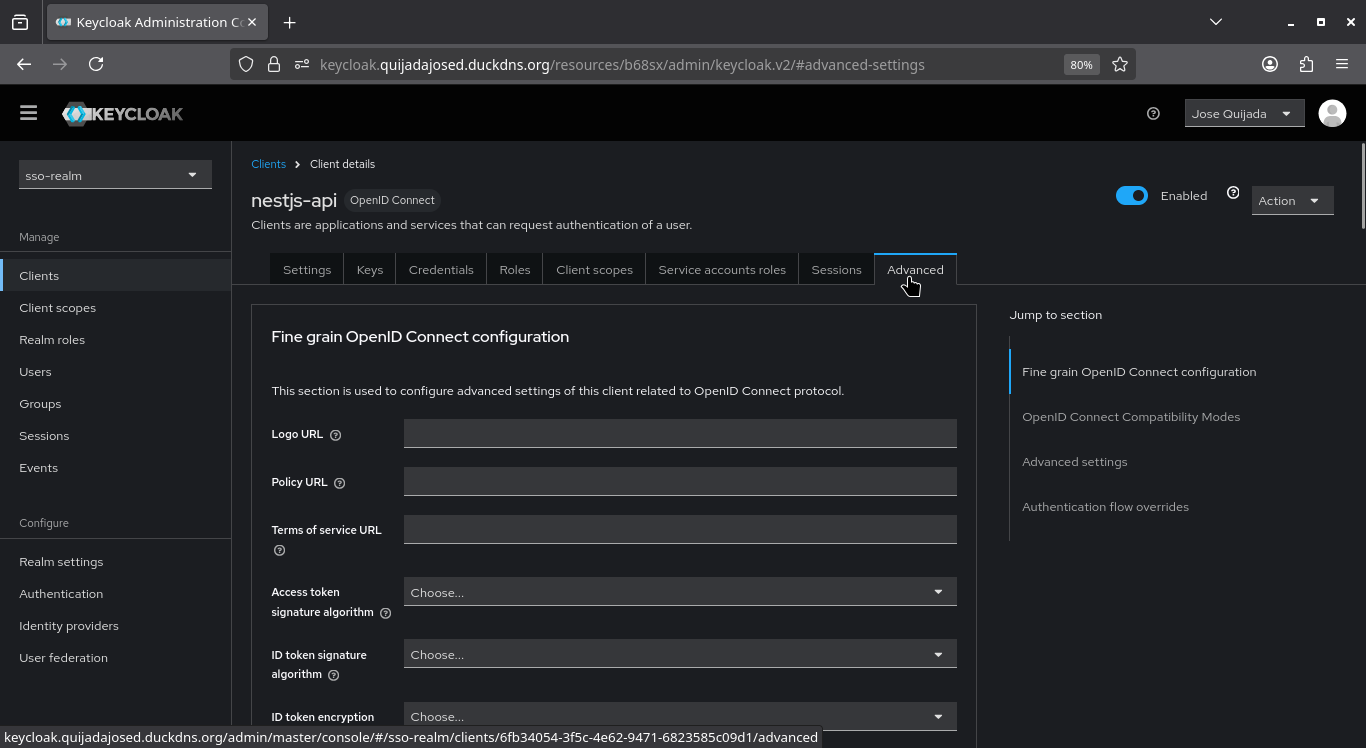 Keycloak Administration Co
keycloak.quijadajosed.duckdns.org/resources/b68sx/admin/keycloak.v2/#advanced-settings
80%
KEYCLOAK
Jose Quijada
sso-realm
Manage
Clients
Client scopes
Realm roles
Users
Groups
Sessions
Events
Configure
Realm settings
Authentication
Identity providers
User federation
Clients > Client details
nestjs-api OpenID Connect
Clients are applications and services that can request authentication of a user.
Enabled
Action
Settings Keys Credentials Roles Client scopes Service accounts roles Sessions Advanced
Fine grain OpenID Connect configuration
This section is used to configure advanced settings of this client related to OpenID Connect protocol.
Logo URL
Policy URL
Terms of service URL
Access token
signature algorithm
Choose...
ID token signature
algorithm
Choose...
ID token encryption
Choose...
Jump to section
Fine grain OpenID Connect configuration
OpenID Connect Compatibility Modes
Advanced settings
Authentication flow overrides
keycloak.quijadajosed.duckdns.org/admin/master/console/#/sso-realm/clients/6fb34054-3f5c-4e62-9471-6823585c09d1/advanced